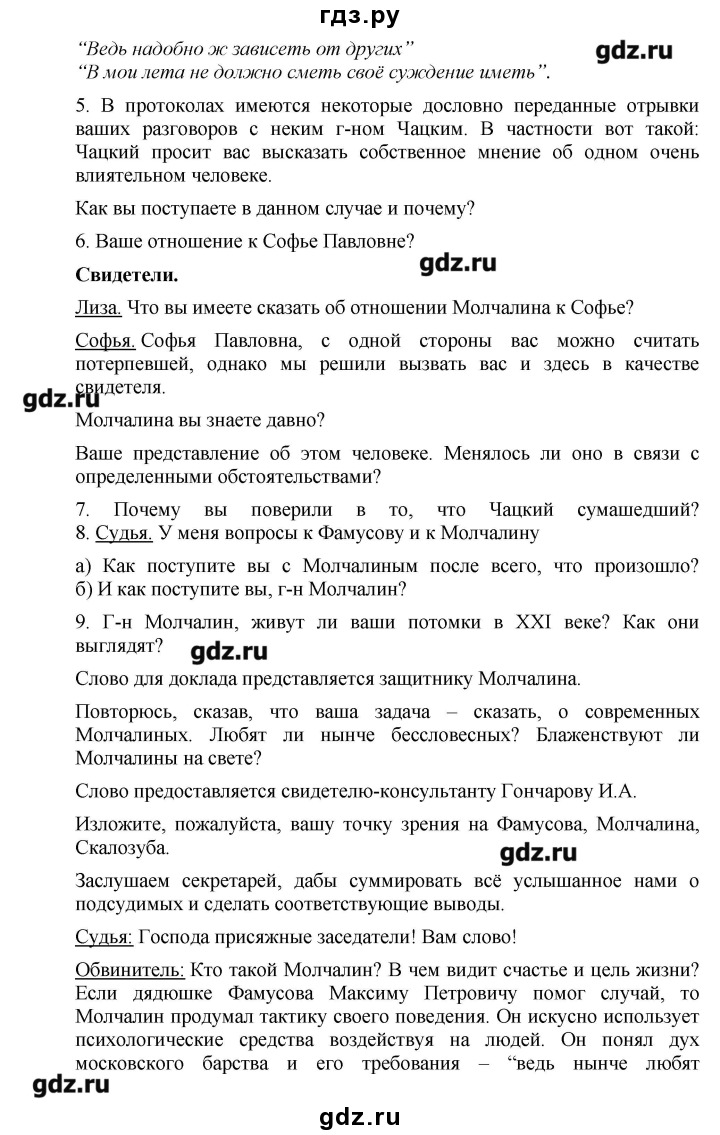 гдз.ру
“Ведь надобно ж зависеть от других”
gdz.ru
“В мои лета не должно сметь своё суждение иметь”.
5. В протоколах имеются некоторые дословно переданные отрывки
ваших разговоров с неким г-ном Чацким. В частности вот такой:
Чацкий просит вас высказать собственное мнение об одном очень
влиятельном человеке.
Как вы поступаете в данном случае и почему?
6. Ваше отношение к Софье Павловне?
gdz.ru
Свидетели.
Лиза. Что вы имеете сказать об отношении Молчалина к Софье?
Софья. Софья Павловна, с одной стороны вас можно считать
потерпевшей, однако мы решили вызвать вас и здесь в качестве
свидетеля.
gdz.ru
Молчалина вы знаете давно?
Ваше представление об этом человеке. Менялось ли оно в связи с
определенными обстоятельствами?
7. Почему вы поверили в то, что Чацкий сумашедший?
8. Судья. У меня вопросы к Фамусову и к Молчалину
а) Как поступите вы с Молчалиным после всего, что произошло?
б) И как поступите вы, г-н Молчалин?
9. Г-н Молчалин, живут ли ваши потомки в XXI веке? Как они
выглядят?
gdz.ru
Слово для доклада представляется защитнику Молчалина.
Повторюсь, сказав, что ваша задача – сказать, о современных
Молчалиных. Любят ли нынче бессловесных? Блаженствуют ли
Молчалины на свете?
Слово предоставляется свидетелю-консультанту Гончарову И.А.
Изложите, пожалуйста, вашу точку зрения на Фамусова, Молчалина,
Скалозуба.
gdz.ru
Заслушаем секретарей, дабы суммировать всё услышанное нами о
подсудимых и сделать соответствующие выводы.
Судья: Господа присяжные заседатели! Вам слово!
Обвинитель: Кто такой Молчалин? В чем видит счастье и цель жизни?
Если дядюшке Фамусова Максиму Петровичу помог случай, то
Молчалин продумал тактику своего поведения. Он искусно использует
психологические средства воздействуя на людей. Он понял дух
московского барства и его требования – “ведь нынче любят
gdz.ru
gdz.ru